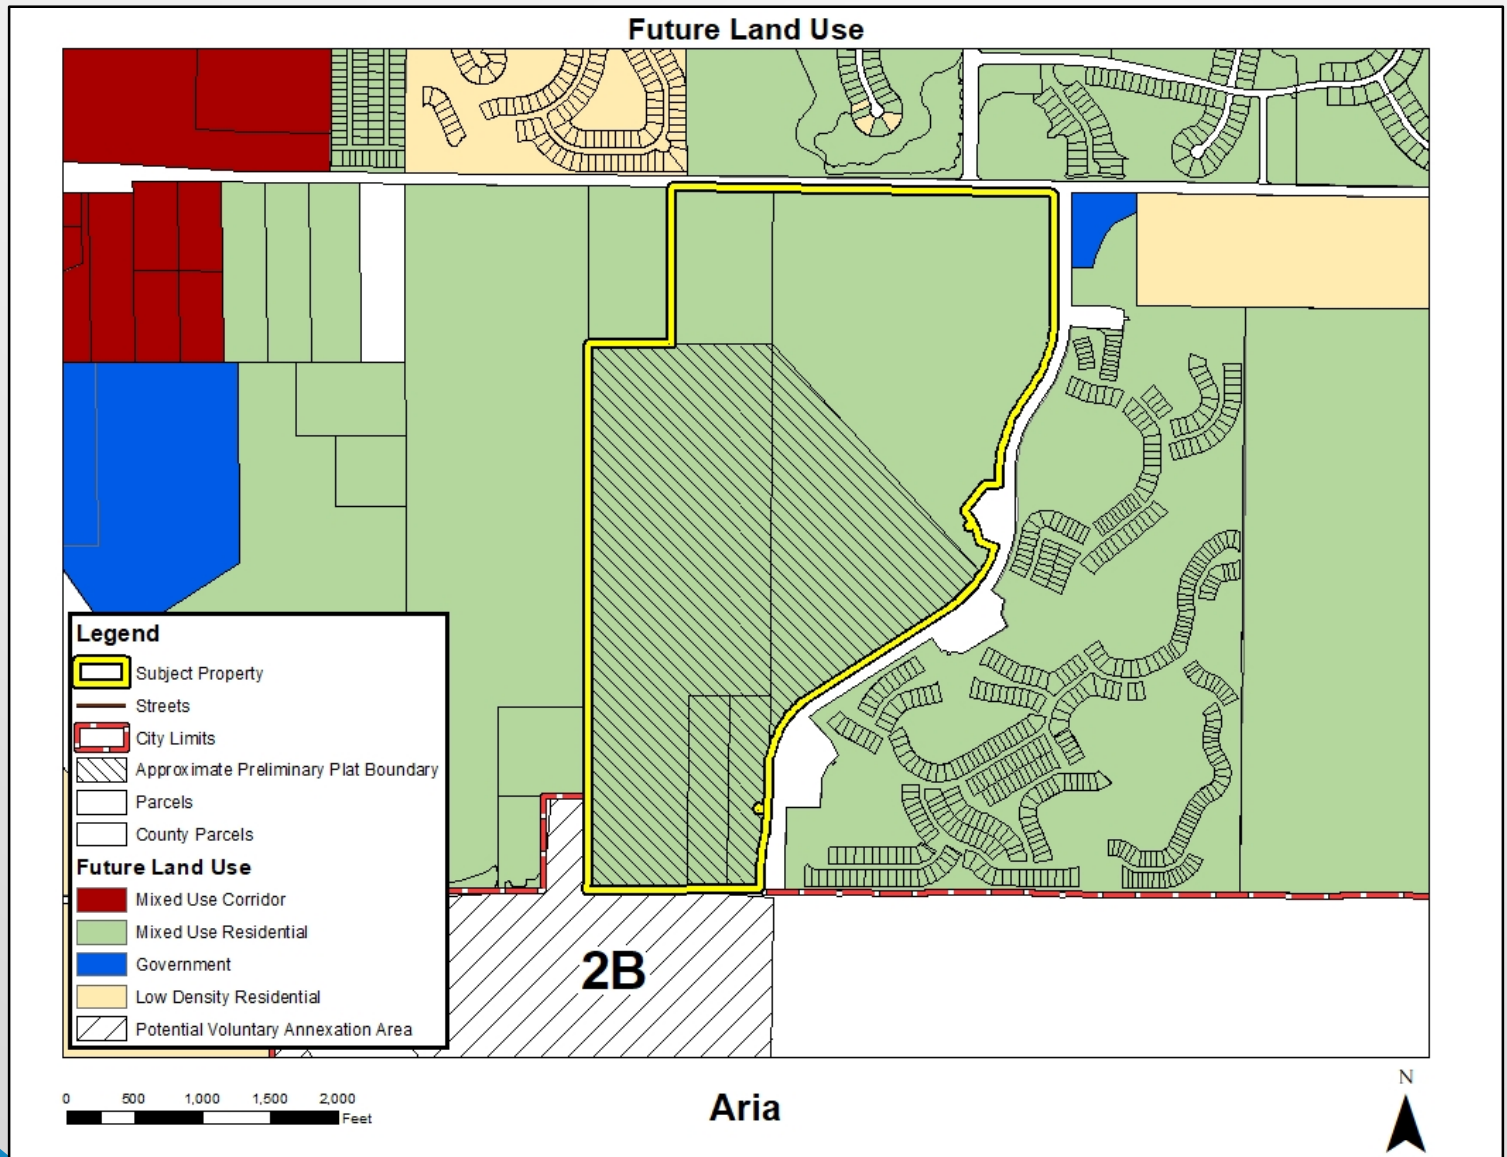 Future Land Use
Legend
Subject Property
Streets
City Limits
Approximate Preliminary Plat Boundary
Parcels
County Parcels
Future Land Use
Mixed Use Corridor
Mixed Use Residential
Government
Low Density Residential
Potential Voluntary Annexation Area
2B
0 500 1,000 1,500 2,000
Feet
Aria
N